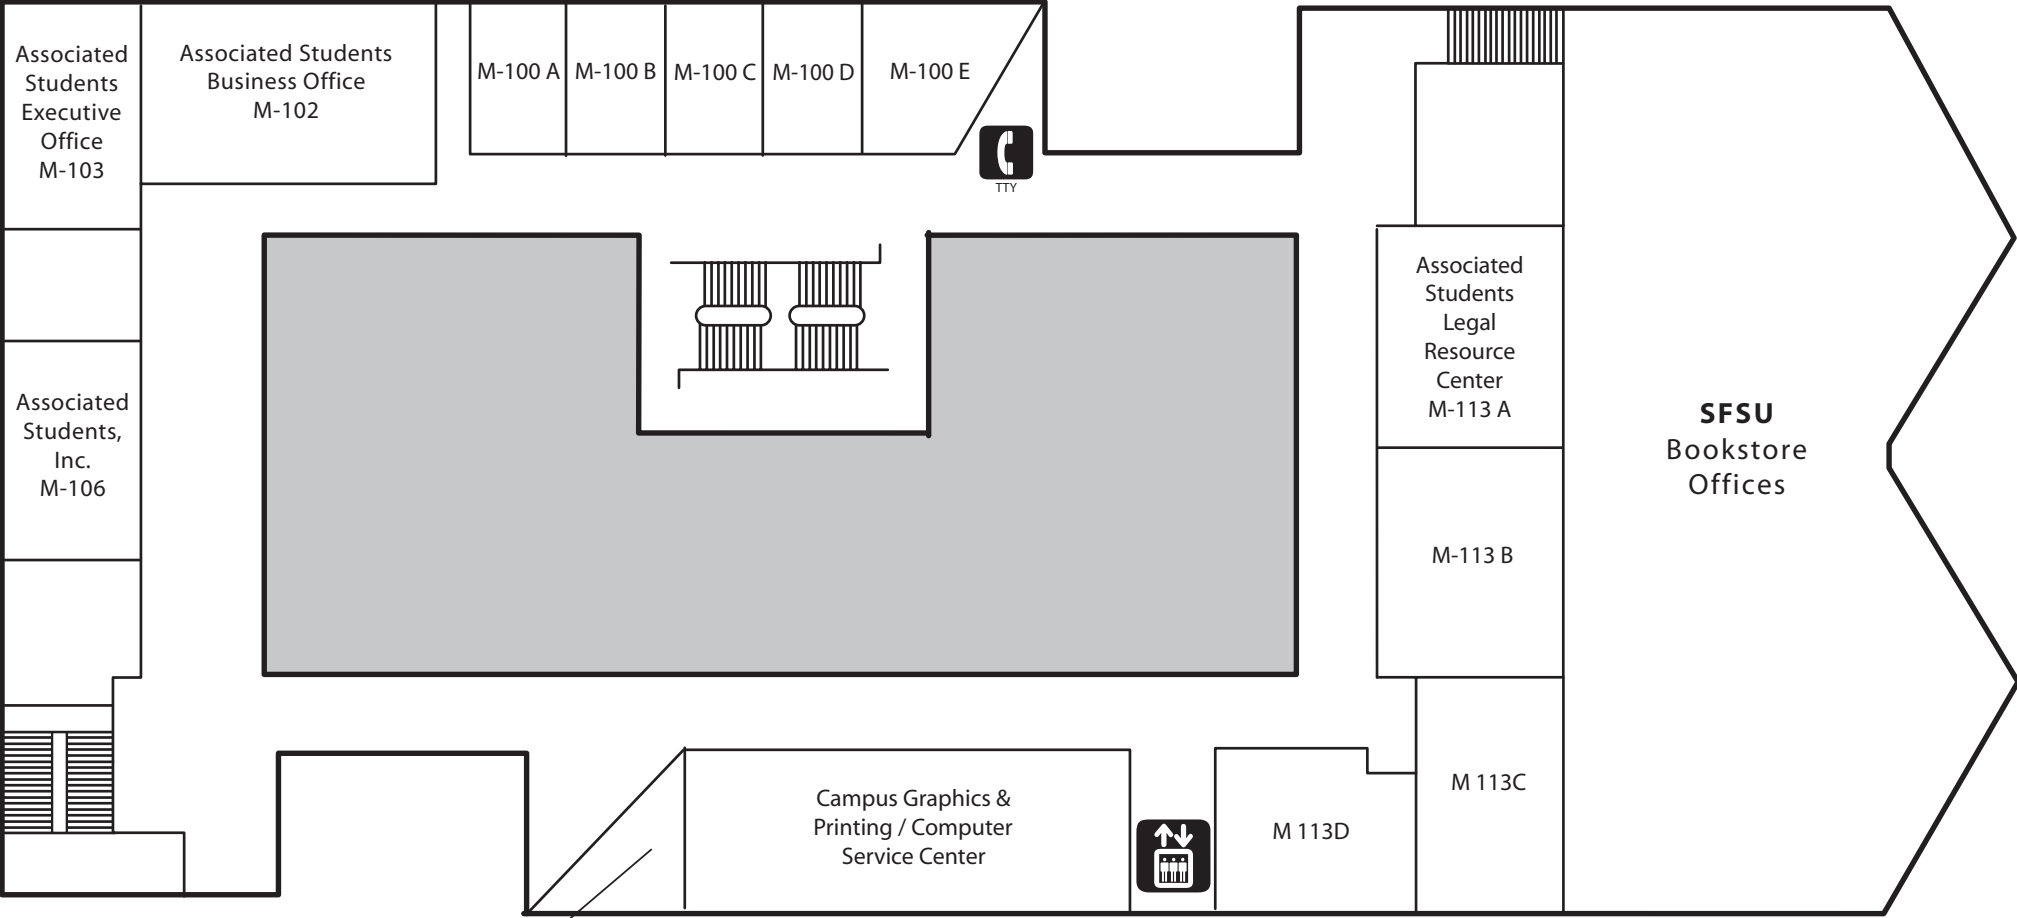 Associated
Students
Executive
Office
M-103
Associated Students
Business Office
M-102
M-100 A
M-100 B
M-100 C
M-100 D
M-100 E
TTY
Associated
Students
Legal
Resource
Center
M-113 A
Associated
Students,
Inc.
M-106
SFSU
Bookstore
Offices
M-113 B
Campus Graphics &
Printing / Computer
Service Center
M 113D
M 113C